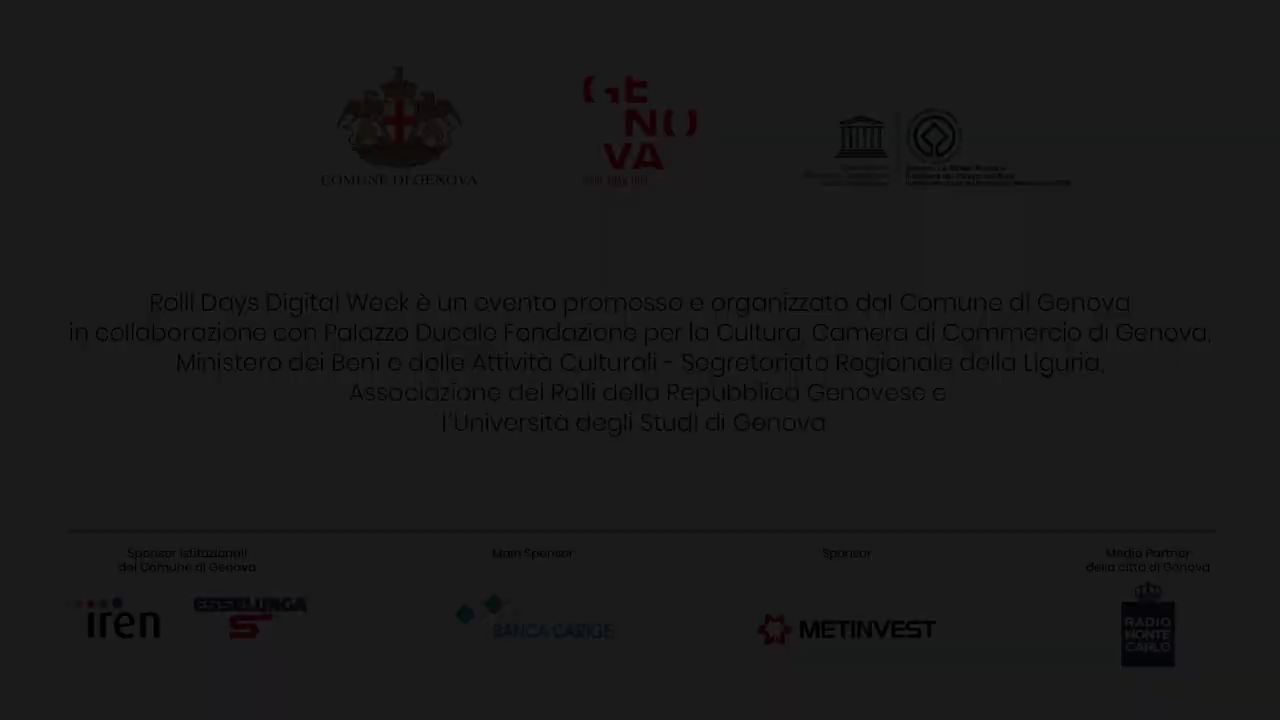 COMUNE DI GENOVA
GE
NO
VA
Rolli Days Digital Week è un evento promosso e organizzato dal Comune di Genova
in collaborazione con Palazzo Ducale Fondazione per la Cultura, Camera di Commercio di Genova,
Ministero dei Beni e delle Attività Culturali - Segretoriato Regionale della Liguria,
Associazione dei Rolli della Repubblica Genovese e
l'Università degli Studi di Genova
Sponsor Istituzionali
del Comune di Genova
Main Sponsor
Sponsor
Media Partner
della città di Genova
iren
ESSELUNGA
S
BANCA CARIGE
METINVEST
RADIO
MONTE
CARLO